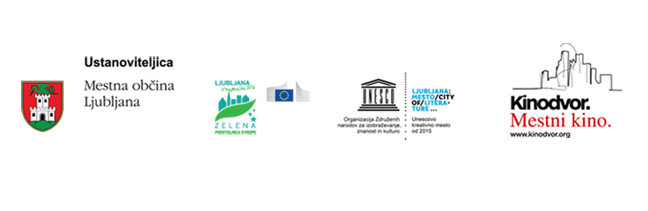 Ustanoviteljica
Mestna občina
Ljubljana
LJUBLJANA
ZELENA
PRESTOLNICA EVROPE
UNESCO
Organizacija Združenih
narodov za izobraževanje,
znanost in kulturo
LJUBLJANA:
MESTO/CITY
OF/LITERA-
TURE ...
Unescovo
kreativno mesto
od 2015
Kinodvor.
Mestni kino.
www.kinodvor.org